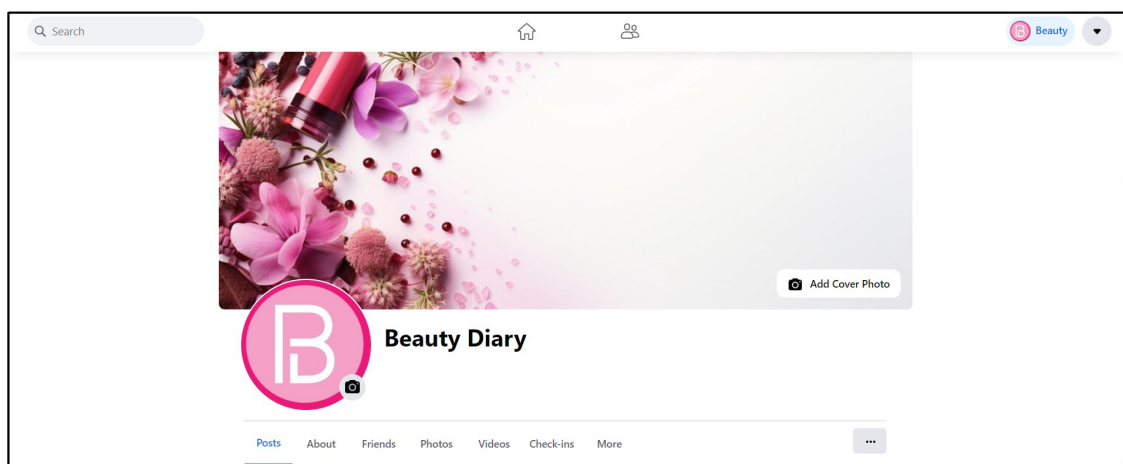 Search
Beauty
Add Cover Photo
B
Beauty Diary
Posts About Friends Photos Videos Check-ins More